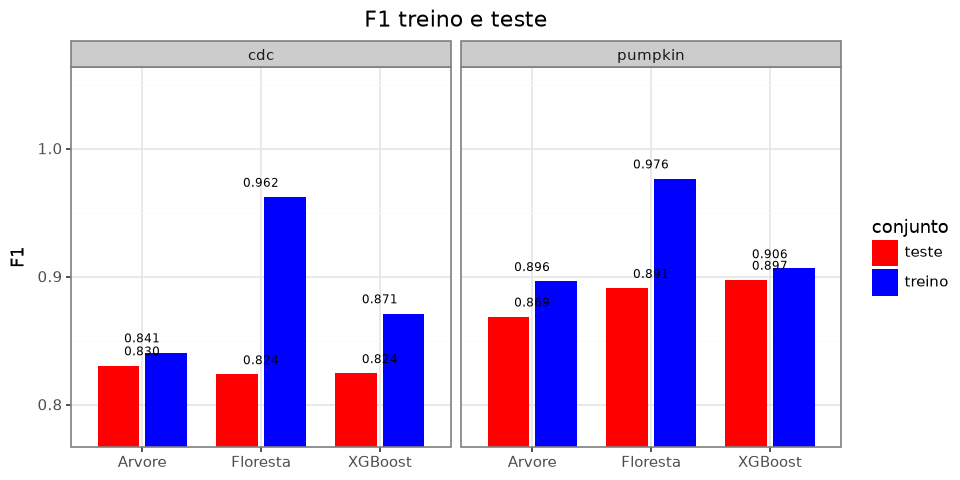 F1 treino e teste
cdc
pumpkin
F1
1.0
0.9
0.8
0.841
0.830
0.962
0.824
0.871
0.824
0.896
0.869
0.976
0.891
0.906
0.897
Arvore
Floresta
XGBoost
Arvore
Floresta
XGBoost
conjunto
teste
treino